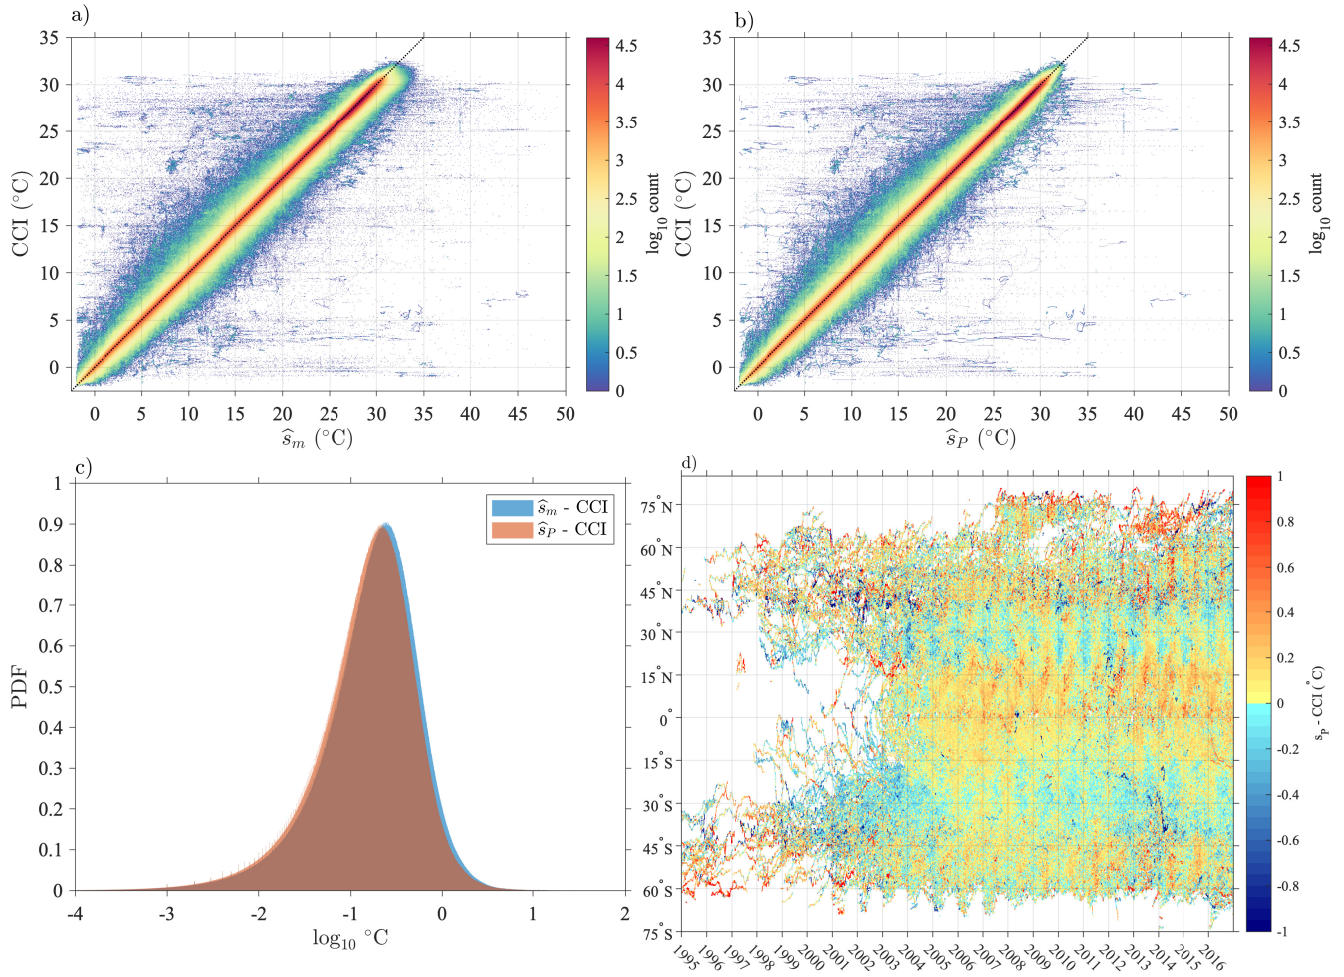 a)
35
30
25
20
15
10
5
0
CCI (°C)
0 5 10 15 20 25 30 35 40 45 50
ŝₘ (°C)
4.5
4
3.5
3
2.5
2
1.5
1
0.5
0
log₁₀ count
b)
35
30
25
20
15
10
5
0
CCI (°C)
0 5 10 15 20 25 30 35 40 45 50
ŝ_P (°C)
4.5
4
3.5
3
2.5
2
1.5
1
0.5
0
log₁₀ count
c)
1
0.9
0.8
0.7
0.6
0.5
0.4
0.3
0.2
0.1
0
PDF
ŝₘ - CCI
ŝ_P - CCI
-4 -3 -2 -1 0 1 2
log₁₀ °C
d)
75° N
60° N
45° N
30° N
15° N
0°
15° S
30° S
45° S
60° S
75° S
1995 1996 1997 1998 1999 2000 2001 2002 2003 2004 2005 2006 2007 2008 2009 2010 2011 2012 2013 2014 2015 2016
1
0.8
0.6
0.4
0.2
0
-0.2
-0.4
-0.6
-0.8
-1
s_P - CCI (°C)